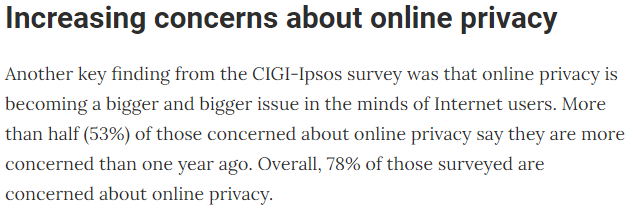 Increasing concerns about online privacy
Another key finding from the CIGI-Ipsos survey was that online privacy is
becoming a bigger and bigger issue in the minds of Internet users. More
than half (53%) of those concerned about online privacy say they are more
concerned than one year ago. Overall, 78% of those surveyed are
concerned about online privacy.